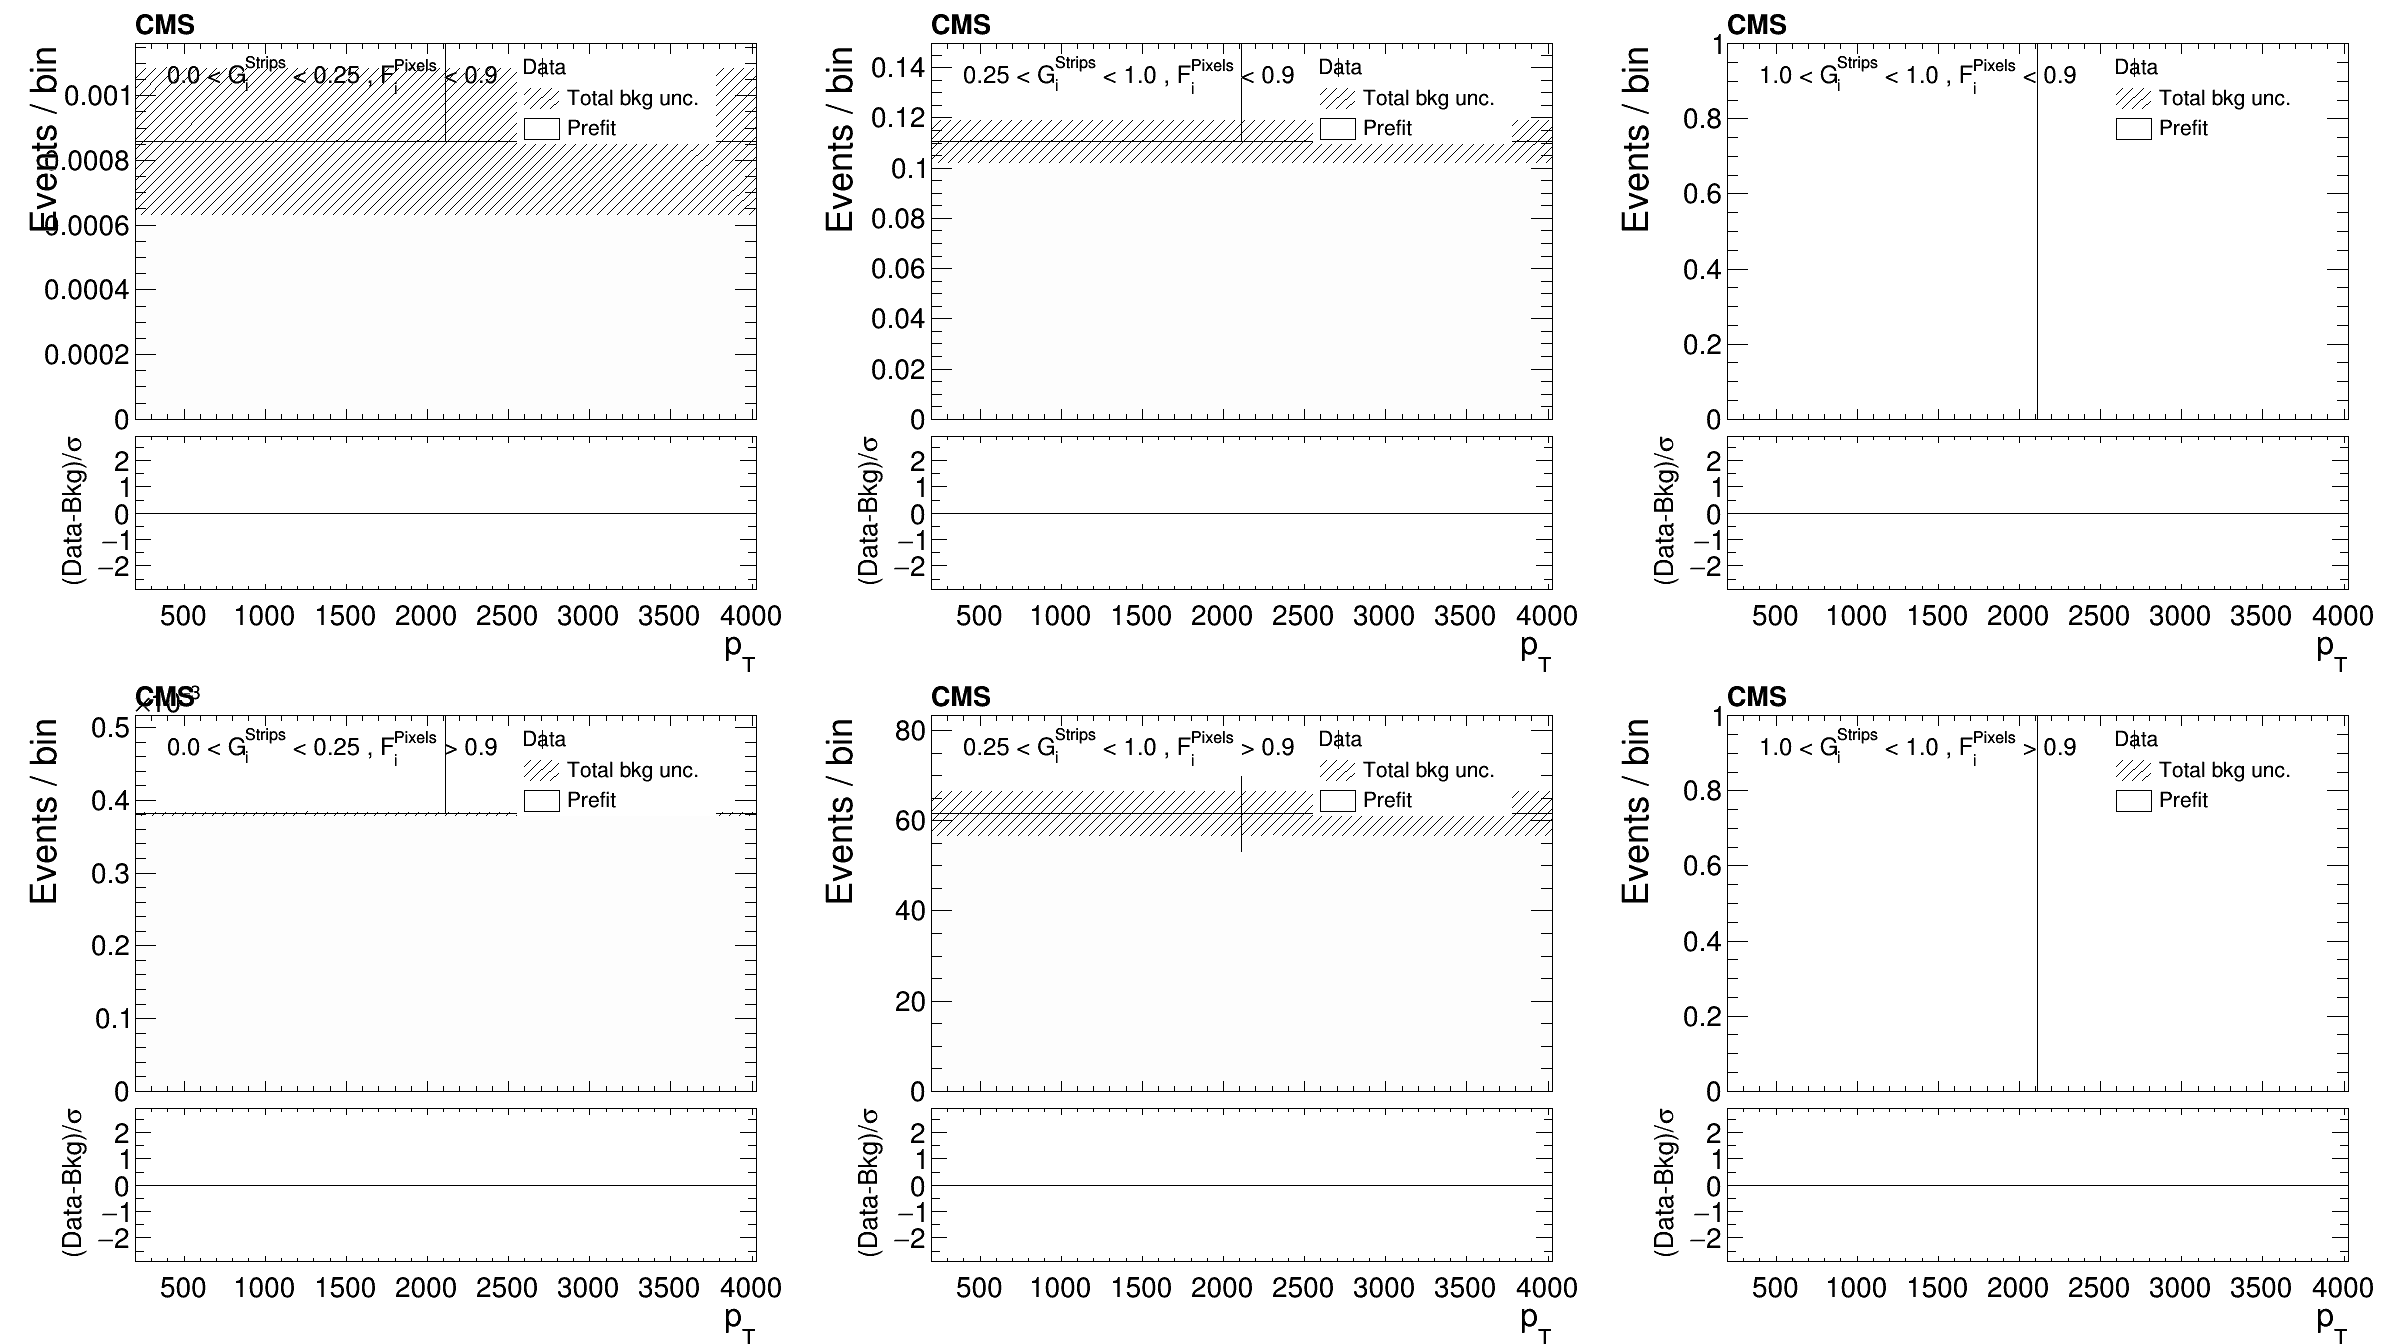 CMS
Events / bin
0.0 < G_i^Strips < 0.25 , F_i^Pixels < 0.9
Data
Total bkg unc.
Prefit
0.001
0.0008
0.0006
0.0004
0.0002
0
(Data-Bkg)/σ
2
1
0
−1
−2
500 1000 1500 2000 2500 3000 3500 4000
p_T
CMS
Events / bin
0.25 < G_i^Strips < 1.0 , F_i^Pixels < 0.9
Data
Total bkg unc.
Prefit
0.14
0.12
0.1
0.08
0.06
0.04
0.02
0
(Data-Bkg)/σ
2
1
0
−1
−2
500 1000 1500 2000 2500 3000 3500 4000
p_T
CMS
Events / bin
1.0 < G_i^Strips < 1.0 , F_i^Pixels < 0.9
Data
Total bkg unc.
Prefit
1
0.8
0.6
0.4
0.2
0
(Data-Bkg)/σ
2
1
0
−1
−2
500 1000 1500 2000 2500 3000 3500 4000
p_T
CMS
×10^−3
Events / bin
0.0 < G_i^Strips < 0.25 , F_i^Pixels > 0.9
Data
Total bkg unc.
Prefit
0.5
0.4
0.3
0.2
0.1
0
(Data-Bkg)/σ
2
1
0
−1
−2
500 1000 1500 2000 2500 3000 3500 4000
p_T
CMS
Events / bin
0.25 < G_i^Strips < 1.0 , F_i^Pixels > 0.9
Data
Total bkg unc.
Prefit
80
60
40
20
0
(Data-Bkg)/σ
2
1
0
−1
−2
500 1000 1500 2000 2500 3000 3500 4000
p_T
CMS
Events / bin
1.0 < G_i^Strips < 1.0 , F_i^Pixels > 0.9
Data
Total bkg unc.
Prefit
1
0.8
0.6
0.4
0.2
0
(Data-Bkg)/σ
2
1
0
−1
−2
500 1000 1500 2000 2500 3000 3500 4000
p_T